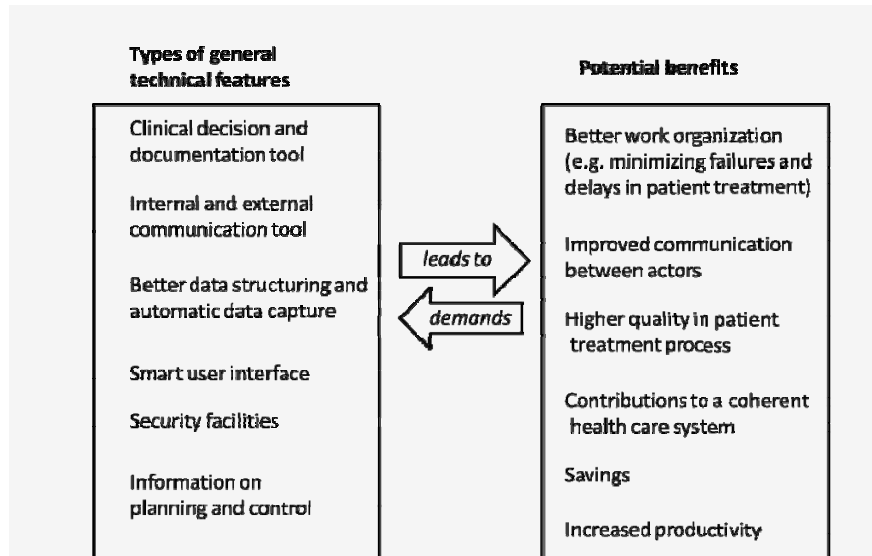 Types of general
technical features
Clinical decision and
documentation tool
Internal and external
communication tool
Better data structuring and
automatic data capture
Smart user interface
Security facilities
Information on
planning and control
leads to
demands
Potential benefits
Better work organization
(e.g. minimizing failures and
delays in patient treatment)
Improved communication
between actors
Higher quality in patient
treatment process
Contributions to a coherent
health care system
Savings
Increased productivity